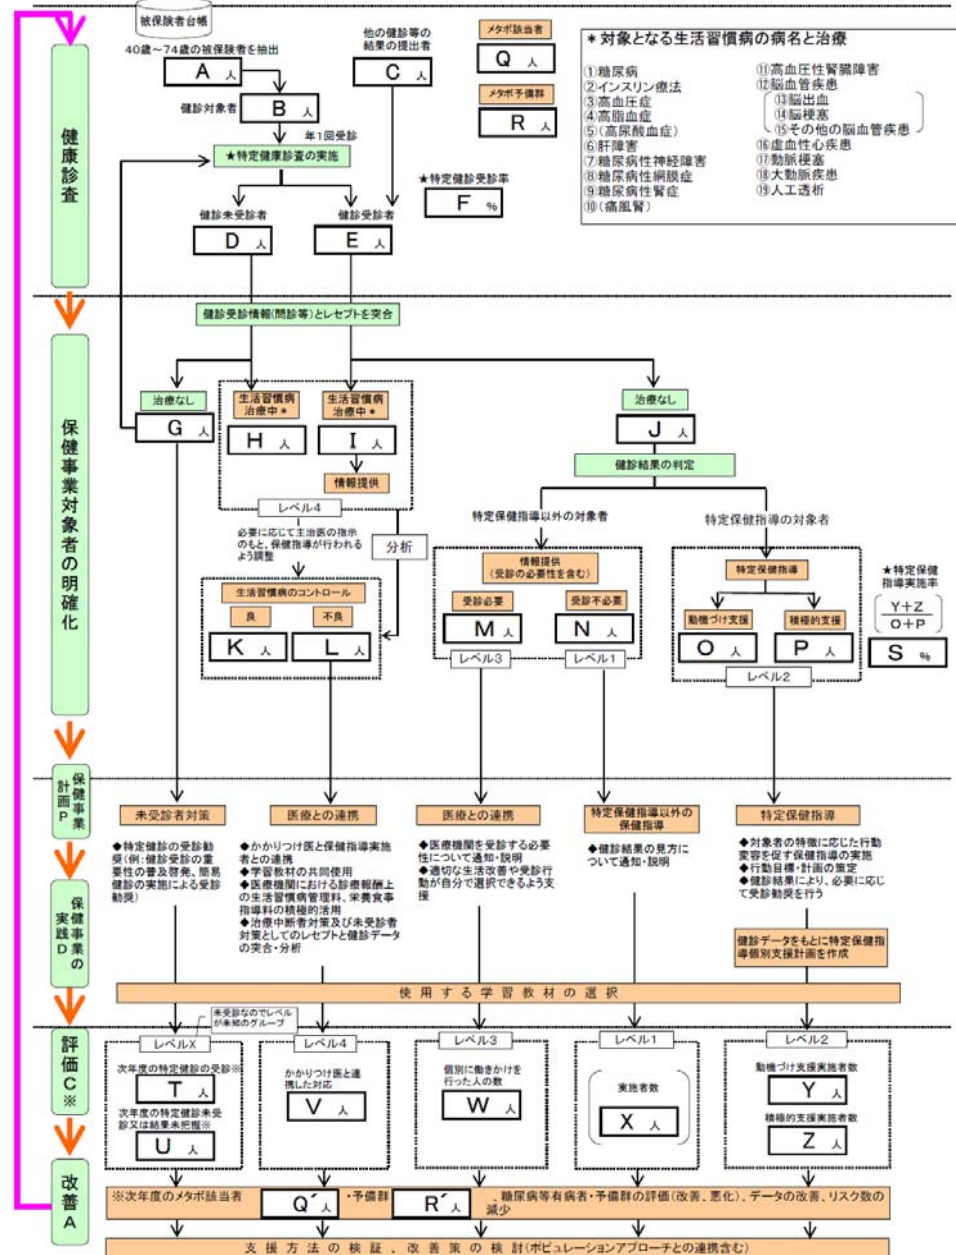 被保険者台帳
40歳～74歳の被保険者を抽出
A 人
他の健診等の
結果の提出者
C 人
健診対象者
B 人
年1回受診
★特定健康診査の実施
健診未受診者
D 人
健診受診者
E 人
★特定健診受診率
F %
メタボ該当者
Q 人
メタボ予備群
R 人
*対象となる生活習慣病の病名と治療
①糖尿病
②インスリン療法
③高血圧症
④高脂血症
⑤(高尿酸血症)
⑥肝障害
⑦糖尿病性神経障害
⑧糖尿病性網膜症
⑨糖尿病性腎症
⑩(痛風腎)
⑪高血圧性腎臓障害
⑫脳血管疾患
⑬脳出血
⑭脳梗塞
⑮その他の脳血管疾患
⑯虚血性心疾患
⑰動脈梗塞
⑱大動脈疾患
⑲人工透析
健康診査
健診受診情報(問診等)とレセプトを突合
保健事業対象者の明確化
治療なし
G 人
生活習慣病
治療中*
H 人
生活習慣病
治療中*
I 人
情報提供
レベル4
必要に応じて主治医の指示
のもと、保健指導が行われる
よう調整
分析
生活習慣病のコントロール
良
不良
K 人
L 人
治療なし
J 人
健診結果の判定
特定保健指導以外の対象者
情報提供
(受診の必要性を含む)
受診必要
M 人
レベル3
受診不必要
N 人
レベル1
特定保健指導の対象者
特定保健指導
動機づけ支援
O 人
積極的支援
P 人
レベル2
★特定保健
指導実施率
Y+Z
O+P
S %
保健事業
計画P
未受診者対策
◆特定健診の受診勧
奨(例:健診受診の重
要性の普及啓発、簡易
健診の実施による受診
勧奨)
医療との連携
◆かかりつけ医と保健指導実施
者との連携
◆学習教材の共同使用
◆医療機関における診療報酬上
の生活習慣病管理料、栄養食事
指導料の積極的活用
◆治療中断者対策及び未受診者
対策としてのレセプトと健診データ
の突合・分析
医療との連携
◆医療機関を受診する必要
性について通知・説明
◆適切な生活改善や受診行
動が自分で選択できるよう支
援
特定保健指導以外の
保健指導
◆健診結果の見方に
ついて通知・説明
特定保健指導
◆対象者の特徴に応じた行動
変容を促す保健指導の実施
◆行動目標・計画の策定
◆健診結果により、必要に応じ
て受診勧奨を行う
健診データをもとに特定保健指
導個別支援計画を作成
保健事業の
実践D
使用する学習教材の選択
評価C※
未受診なのでレベル
が未知のグループ
レベルX
次年度の特定健診の受診※
T 人
次年度の特定健診未受
診又は結果未把握※
U 人
レベル4
かかりつけ医と連
携した対応
V 人
レベル3
個別に働きかけを
行った人の数
W 人
レベル1
実施者数
X 人
レベル2
動機づけ支援実施者数
Y 人
積極的支援実施者数
Z 人
改善A
※次年度のメタボ該当者 Q´ 人 ・予備群 R´ 人 、糖尿病等有病者・予備群の評価(改善、悪化)、データの改善、リスク数の
減少
支援方法の検証、改善策の検討(ポピュレーションアプローチとの連携含む)